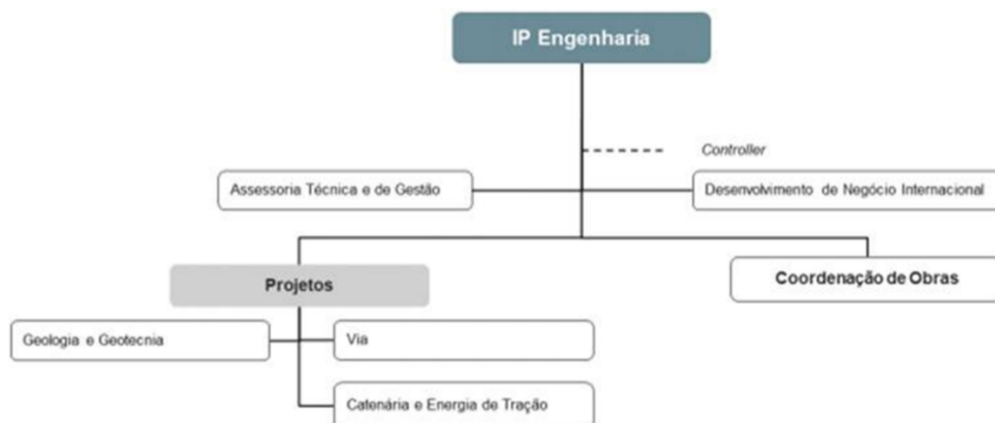 IP Engenharia
Controller
Assessoria Técnica e de Gestão
Desenvolvimento de Negócio Internacional
Projetos
Coordenação de Obras
Geologia e Geotecnia
Via
Catenária e Energia de Tração